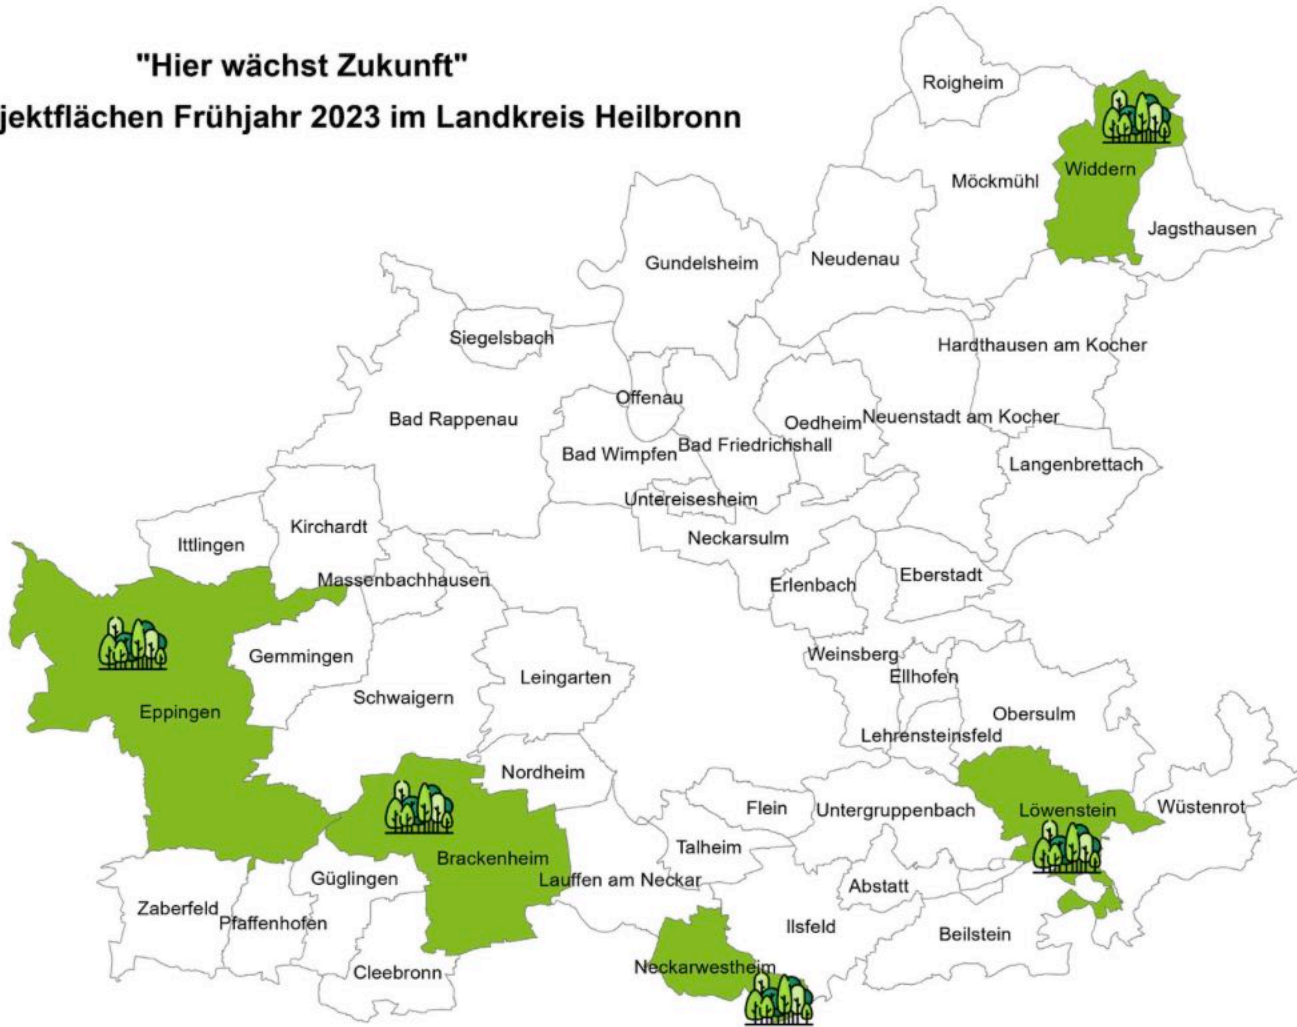 "Hier wächst Zukunft"
jektflächen Frühjahr 2023 im Landkreis Heilbronn
Roigheim
Widdern
Möckmühl
Jagsthausen
Neudenau
Gundelsheim
Siegelsbach
Hardthausen am Kocher
Offenau
Bad Rappenau
Neuenstadt am Kocher
Oedheim
Bad Friedrichshall
Bad Wimpfen
Langenbrettach
Untereisesheim
Kirchardt
Neckarsulm
Ittlingen
Eberstadt
Massenbachhausen
Erlenbach
Gemmingen
Weinsberg
Ellhofen
Leingarten
Schwaigern
Eppingen
Obersulm
Lehrensteinsfeld
Nordheim
Flein
Untergruppenbach
Löwenstein
Wüstenrot
Talheim
Brackenheim
Güglingen
Lauffen am Neckar
Abstatt
Zaberfeld
Pfaffenhofen
Ilsfeld
Beilstein
Neckarwestheim
Cleebronn